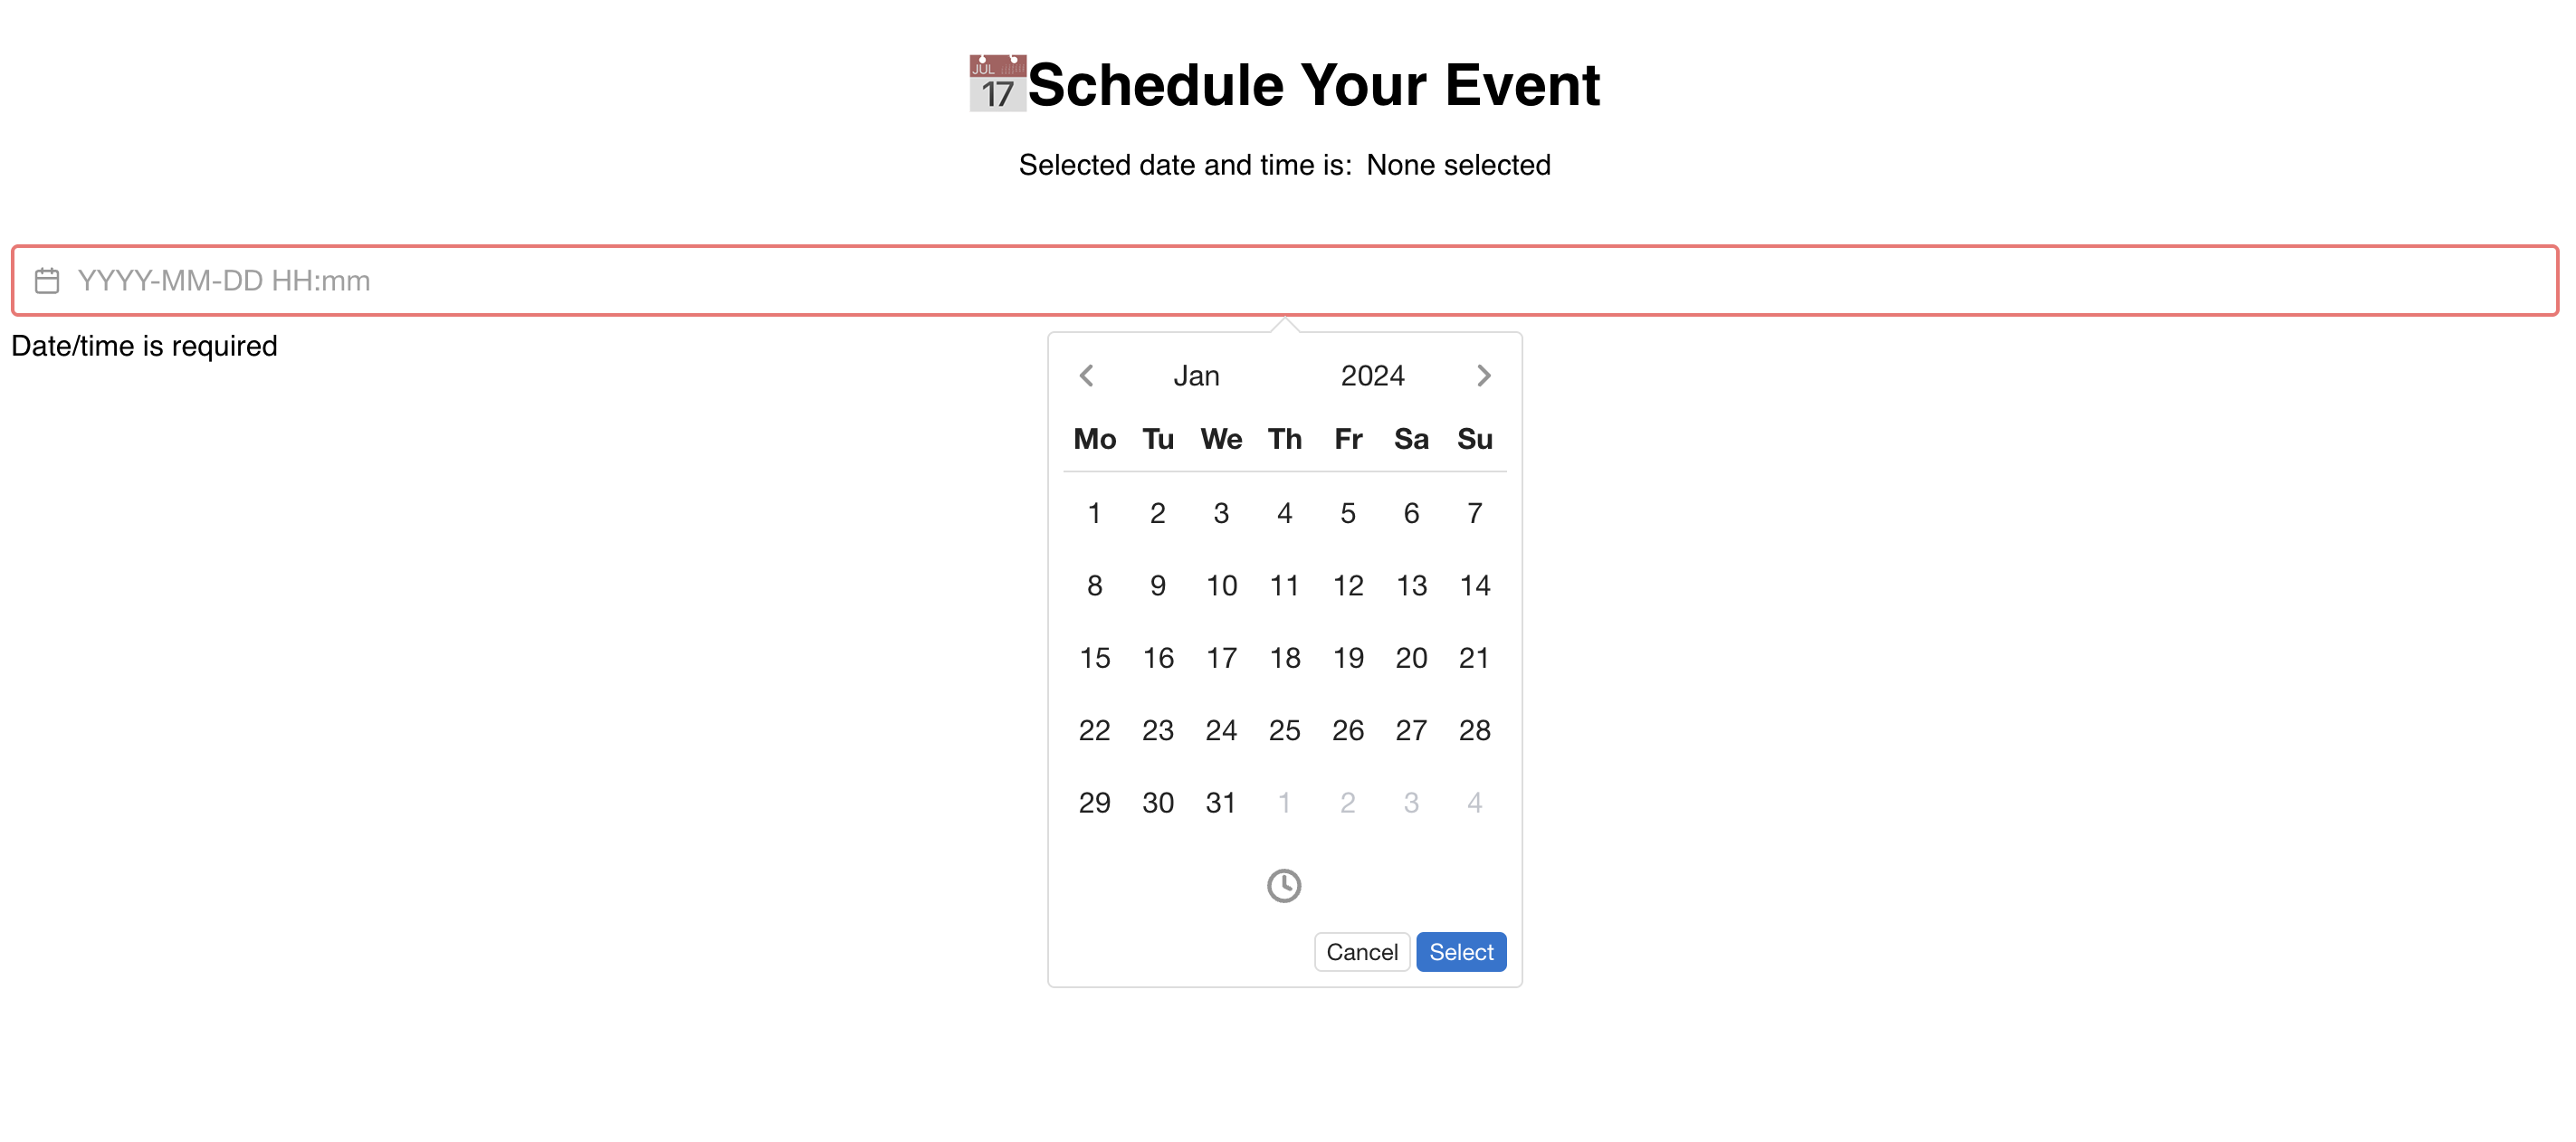 JUL
17
Schedule Your Event
Selected date and time is: None selected
YYYY-MM-DD HH:mm
Date/time is required
Jan 2024
Mo Tu We Th Fr Sa Su
1 2 3 4 5 6 7
8 9 10 11 12 13 14
15 16 17 18 19 20 21
22 23 24 25 26 27 28
29 30 31 1 2 3 4
Cancel Select